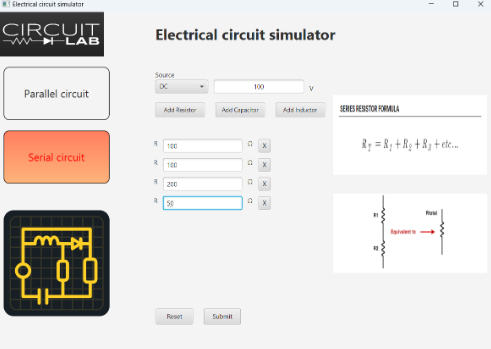 Electrical circuit simulator
CIRCUIT
LAB
Electrical circuit simulator
Parallel circuit
Serial circuit
Source
DC 100 V
Add Resistor Add Capacitor Add Inductor
R 100 Ω X
R 100 Ω X
R 200 Ω X
R 50 Ω X
Reset Submit
SERIES RESISTOR FORMULA
R_T = R_1 + R_2 + R_3 + etc...
R1
Rtotal
Equivalent to
R2